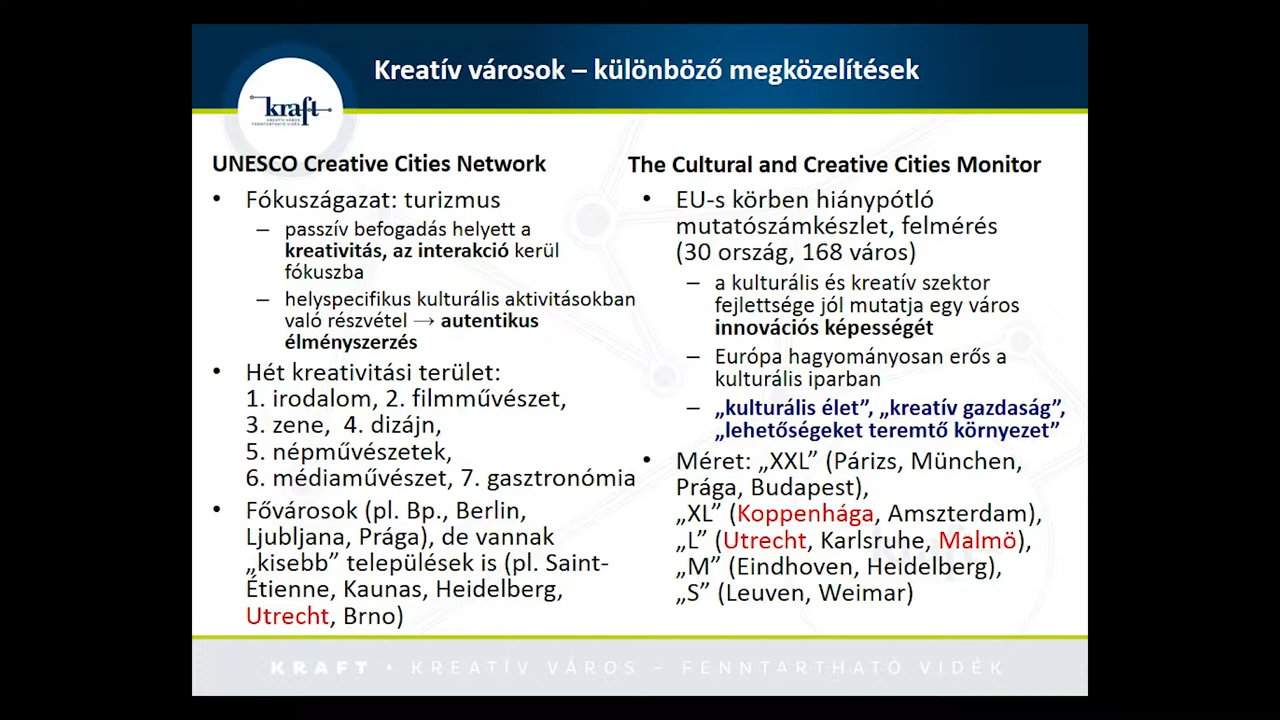 Kreatív városok – különböző megközelítések
kraft
KREATÍV VÁROS
FENNTARTHATÓ VIDÉK
UNESCO Creative Cities Network
• Fókuszágazat: turizmus
– passzív befogadás helyett a
kreativitás, az interakció kerül
fókuszba
– helyspecifikus kulturális aktivitásokban
való részvétel → autentikus
élményszerzés
• Hét kreativitási terület:
1. irodalom, 2. filmművészet,
3. zene, 4. dizájn,
5. népművészetek,
6. médiaművészet, 7. gasztronómia
• Fővárosok (pl. Bp., Berlin,
Ljubljana, Prága), de vannak
„kisebb” települések is (pl. Saint-
Étienne, Kaunas, Heidelberg,
Utrecht, Brno)
The Cultural and Creative Cities Monitor
• EU-s körben hiánypótló
mutatószámkészlet, felmérés
(30 ország, 168 város)
– a kulturális és kreatív szektor
fejlettsége jól mutatja egy város
innovációs képességét
– Európa hagyományosan erős a
kulturális iparban
– „kulturális élet”, „kreatív gazdaság”,
„lehetőségeket teremtő környezet”
• Méret: „XXL” (Párizs, München,
Prága, Budapest),
„XL” (Koppenhága, Amszterdam),
„L” (Utrecht, Karlsruhe, Malmö),
„M” (Eindhoven, Heidelberg),
„S” (Leuven, Weimar)
KRAFT • KREATÍV VÁROS – FENNTARTHATÓ VIDÉK